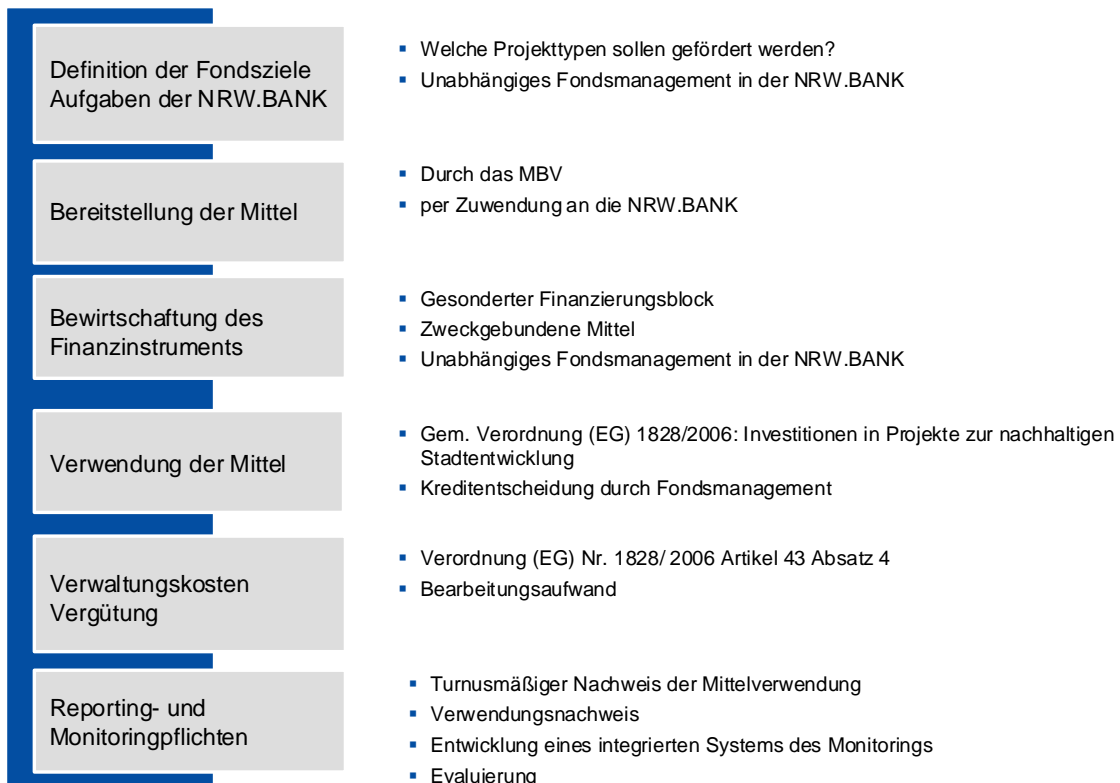 Definition der Fondsziele
Aufgaben der NRW.BANK
▪ Welche Projekttypen sollen gefördert werden?
▪ Unabhängiges Fondsmanagement in der NRW.BANK
Bereitstellung der Mittel
▪ Durch das MBV
▪ per Zuwendung an die NRW.BANK
Bewirtschaftung des
Finanzinstruments
▪ Gesonderter Finanzierungsblock
▪ Zweckgebundene Mittel
▪ Unabhängiges Fondsmanagement in der NRW.BANK
Verwendung der Mittel
▪ Gem. Verordnung (EG) 1828/2006: Investitionen in Projekte zur nachhaltigen
Stadtentwicklung
▪ Kreditentscheidung durch Fondsmanagement
Verwaltungskosten
Vergütung
▪ Verordnung (EG) Nr. 1828/ 2006 Artikel 43 Absatz 4
▪ Bearbeitungsaufwand
Reporting- und
Monitoringpflichten
▪ Turnusmäßiger Nachweis der Mittelverwendung
▪ Verwendungsnachweis
▪ Entwicklung eines integrierten Systems des Monitorings
▪ Evaluierung